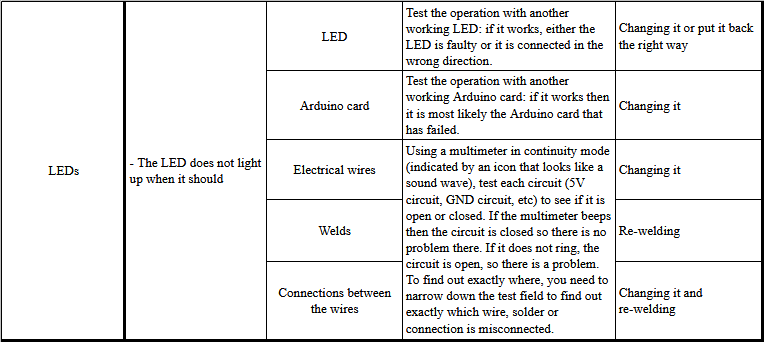 LEDs
- The LED does not light
up when it should
LED
Test the operation with another
working LED: if it works, either the
LED is faulty or it is connected in the
wrong direction.
Changing it or put it back
the right way
Arduino card
Test the operation with another
working Arduino card: if it works then
it is most likely the Arduino card that
has failed.
Changing it
Electrical wires
Using a multimeter in continuity mode
(indicated by an icon that looks like a
sound wave), test each circuit (5V
circuit, GND circuit, etc) to see if it is
open or closed. If the multimeter beeps
then the circuit is closed so there is no
problem there. If it does not ring, the
circuit is open, so there is a problem.
To find out exactly where, you need to
narrow down the test field to find out
exactly which wire, solder or
connection is misconnected.
Changing it
Welds
Re-welding
Connections between
the wires
Changing it and
re-welding